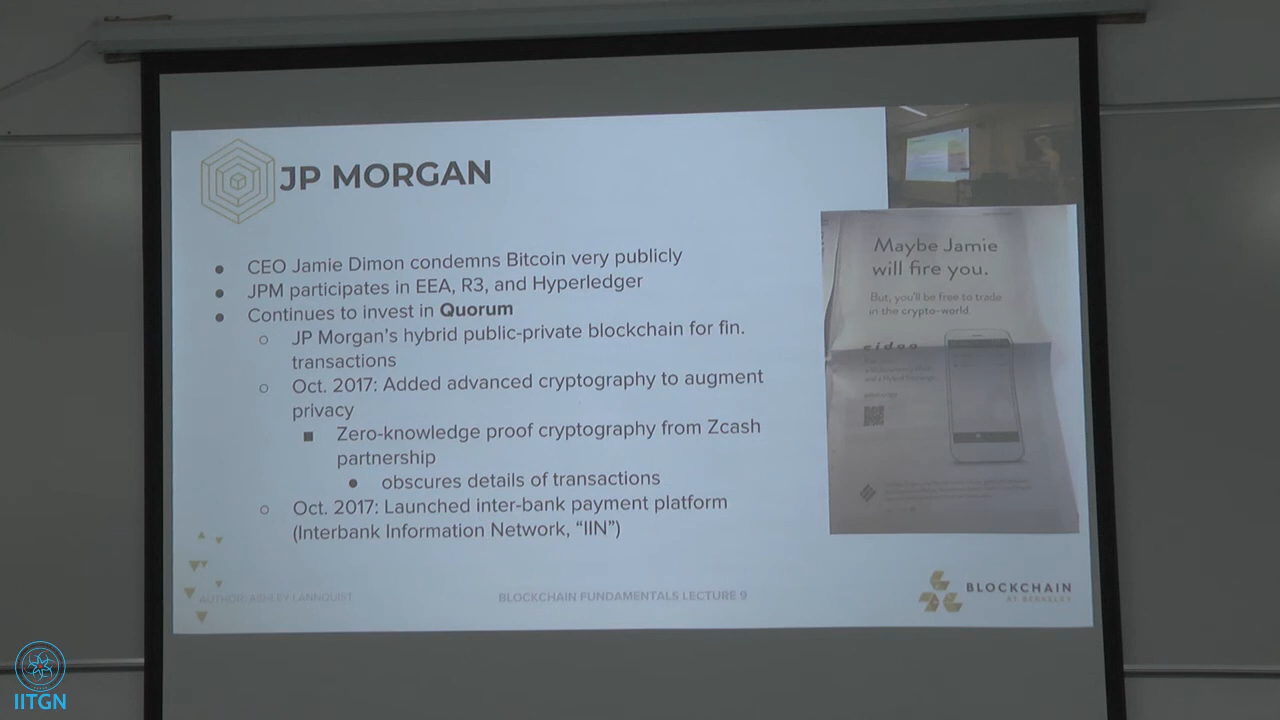 JP MORGAN
● CEO Jamie Dimon condemns Bitcoin very publicly
● JPM participates in EEA, R3, and Hyperledger
● Continues to invest in Quorum
○ JP Morgan's hybrid public-private blockchain for fin.
transactions
○ Oct. 2017: Added advanced cryptography to augment
privacy
■ Zero-knowledge proof cryptography from Zcash
partnership
● obscures details of transactions
○ Oct. 2017: Launched inter-bank payment platform
(Interbank Information Network, “IIN”)
Maybe Jamie
will fire you.
But, you'll be free to trade
in the crypto-world.
eidoo
AUTHOR: ASHLEY LANNQUIST
BLOCKCHAIN FUNDAMENTALS LECTURE 9
BLOCKCHAIN
AT BERKELEY
IITGN